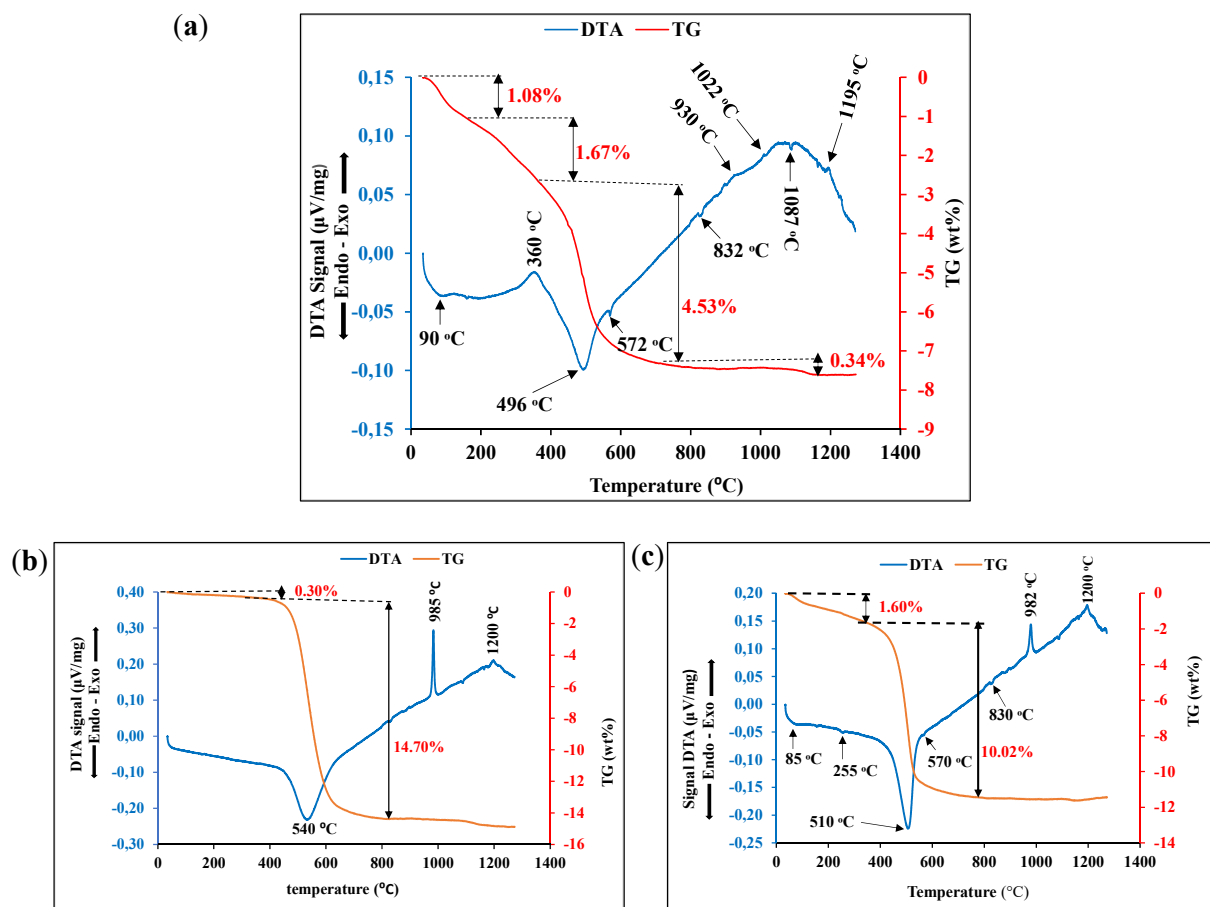 (a)
DTA TG
DTA Signal (µV/mg)
Endo - Exo
0,15
0,10
0,05
0,00
-0,05
-0,10
-0,15
1.08%
1.67%
4.53%
0.34%
90 °C
360 °C
496 °C
572 °C
832 °C
930 °C
1022 °C
1087 °C
1195 °C
0
-1
-2
-3
-4
-5
-6
-7
-8
-9
TG (wt%)
0 200 400 600 800 1000 1200 1400
Temperature (°C)
(b)
DTA TG
DTA signal (µV/mg)
Endo - Exo
0,40
0,30
0,20
0,10
0,00
-0,10
-0,20
-0,30
0.30%
14.70%
540 °C
985 °C
1200 °C
0
-2
-4
-6
-8
-10
-12
-14
-16
TG (wt%)
0 200 400 600 800 1000 1200 1400
temperature (°C)
(c)
DTA TG
Signal DTA (µV/mg)
Endo - Exo
0,20
0,15
0,10
0,05
0,00
-0,05
-0,10
-0,15
-0,20
-0,25
1.60%
10.02%
85 °C
255 °C
510 °C
570 °C
830 °C
982 °C
1200 °C
0
-2
-4
-6
-8
-10
-12
-14
TG (wt%)
0 200 400 600 800 1000 1200 1400
Temperature (°C)